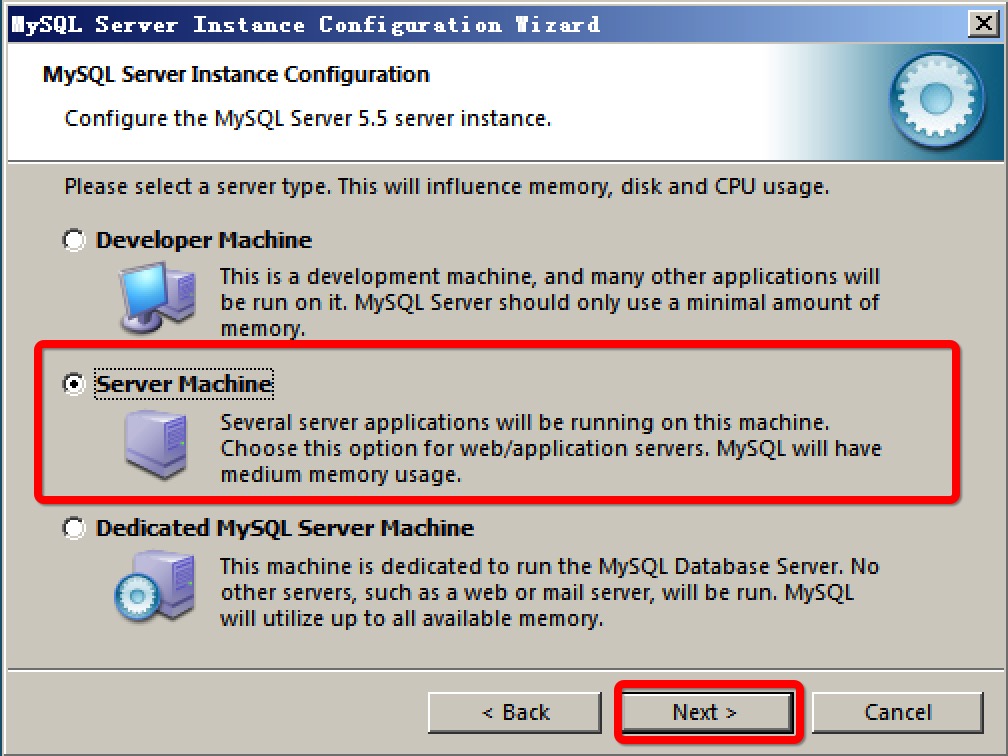 MySQL Server Instance Configuration Wizard
MySQL Server Instance Configuration
Configure the MySQL Server 5.5 server instance.
Please select a server type. This will influence memory, disk and CPU usage.
Developer Machine
This is a development machine, and many other applications will
be run on it. MySQL Server should only use a minimal amount of
memory.
Server Machine
Several server applications will be running on this machine.
Choose this option for web/application servers. MySQL will have
medium memory usage.
Dedicated MySQL Server Machine
This machine is dedicated to run the MySQL Database Server. No
other servers, such as a web or mail server, will be run. MySQL
will utilize up to all available memory.
< Back Next > Cancel